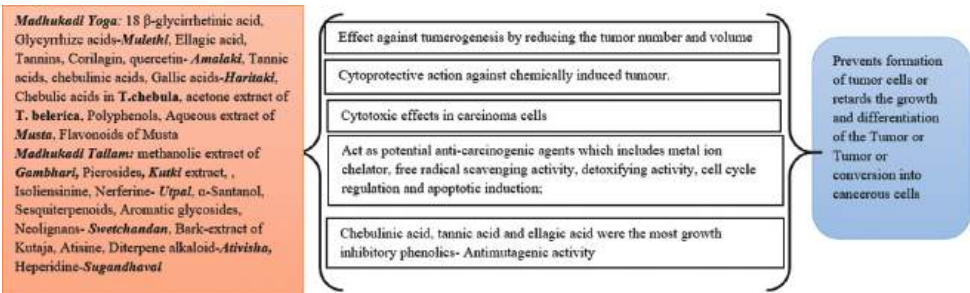 Madhukadi Yoga: 18 β-glycirrhetinic acid,
Glycyrrhize acids-Mulethi, Ellagic acid,
Tannins, Corilagin, quercetin- Amalaki, Tannic
acids, chebulinic acids, Gallic acids-Haritaki,
Chebulic acids in T.chebula, acetone extract of
T. belerica, Polyphenols, Aqueous extract of
Musta, Flavonoids of Musta
Madhukadi Tailam: methanolic extract of
Gambhari, Picrosides, Kutki extract, ,
Isoliensinine, Nerferine- Utpal, α-Santanol,
Sesquiterpenoids, Aromatic glycosides,
Neolignans- Swetchandan, Bark-extract of
Kutaja, Atisine, Diterpene alkaloid-Ativisha,
Heperidine-Sugandhaval
Effect against tumerogenesis by reducing the tumor number and volume
Cytoprotective action against chemically induced tumour.
Cytotoxic effects in carcinoma cells
Act as potential anti-carcinogenic agents which includes metal ion
chelator, free radical scavenging activity, detoxifying activity, cell cycle
regulation and apoptotic induction;
Chebulinic acid, tannic acid and ellagic acid were the most growth
inhibitory phenolics- Antimutagenic activity
Prevents formation
of tumor cells or
retards the growth
and differentiation
of the Tumor or
Tumor or
conversion into
cancerous cells